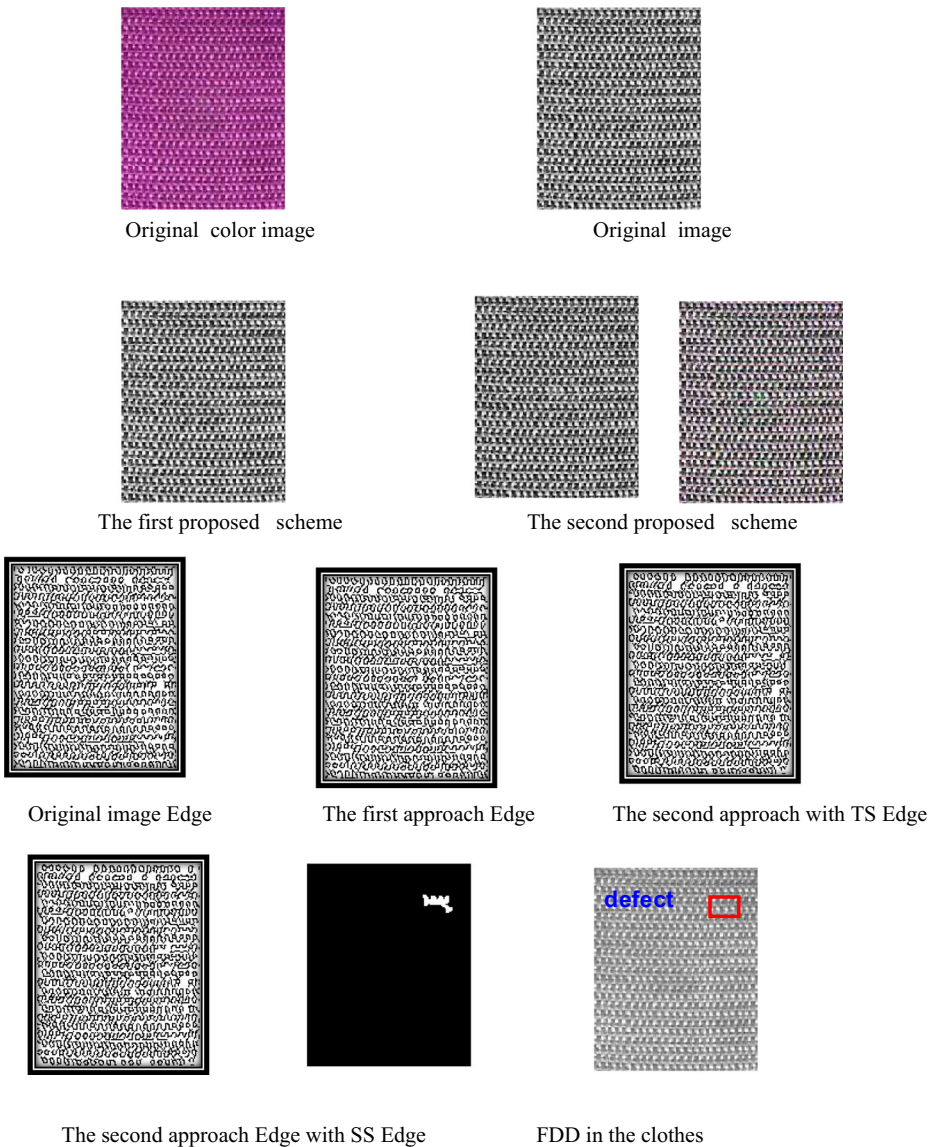 Original color image
Original image
The first proposed scheme
The second proposed scheme
Original image Edge
The first approach Edge
The second approach with TS Edge
defect
The second approach Edge with SS Edge
FDD in the clothes